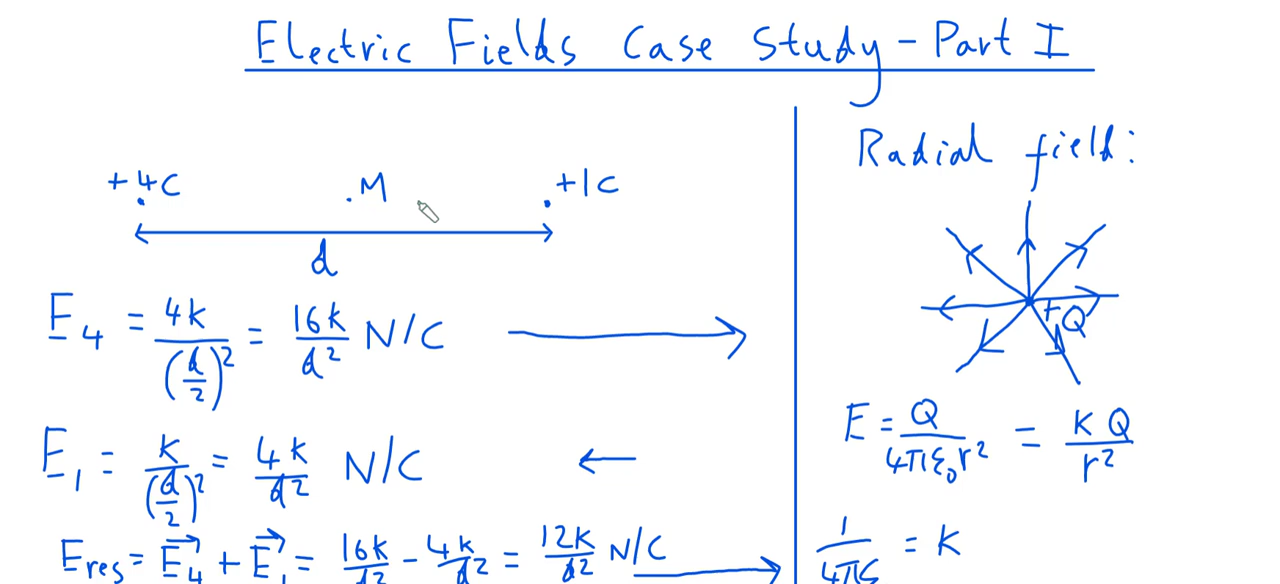 Electric Fields Case Study - Part I
+4C .M +1C
d
E₄ = 4k/(d/2)² = 16k/d² N/C
E₁ = k/(d/2)² = 4k/d² N/C
Eres = E₄→ + E₁→ = 16k/d² - 4k/d² = 12k/d² N/C
Radial field:
+Q
E = Q/4πε₀r² = KQ/r²
1/4πε = K